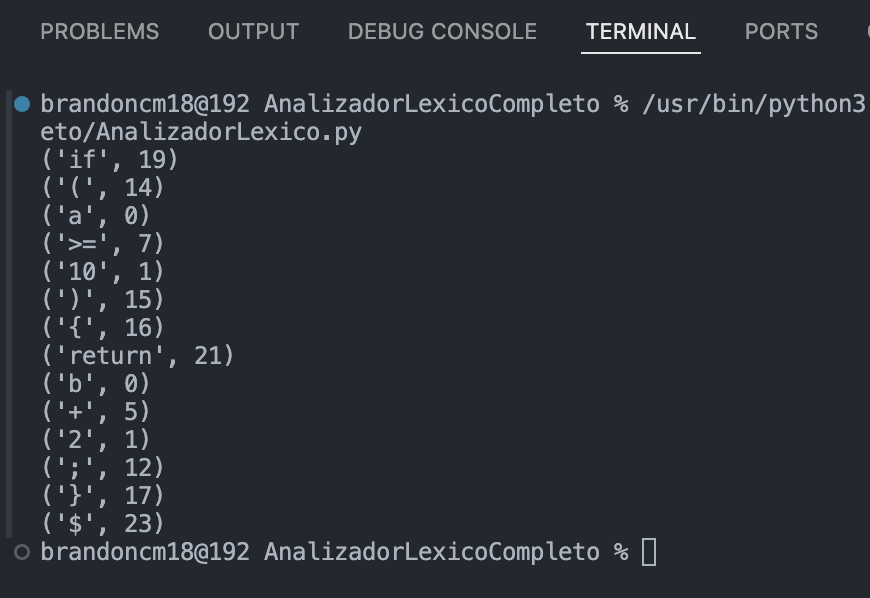 PROBLEMS OUTPUT DEBUG CONSOLE TERMINAL PORTS
brandoncm18@192 AnalizadorLexicoCompleto % /usr/bin/python3
eto/AnalizadorLexico.py
('if', 19)
('(', 14)
('a', 0)
('>=', 7)
('10', 1)
(')', 15)
('{', 16)
('return', 21)
('b', 0)
('+', 5)
('2', 1)
(';', 12)
('}', 17)
('$', 23)
brandoncm18@192 AnalizadorLexicoCompleto %